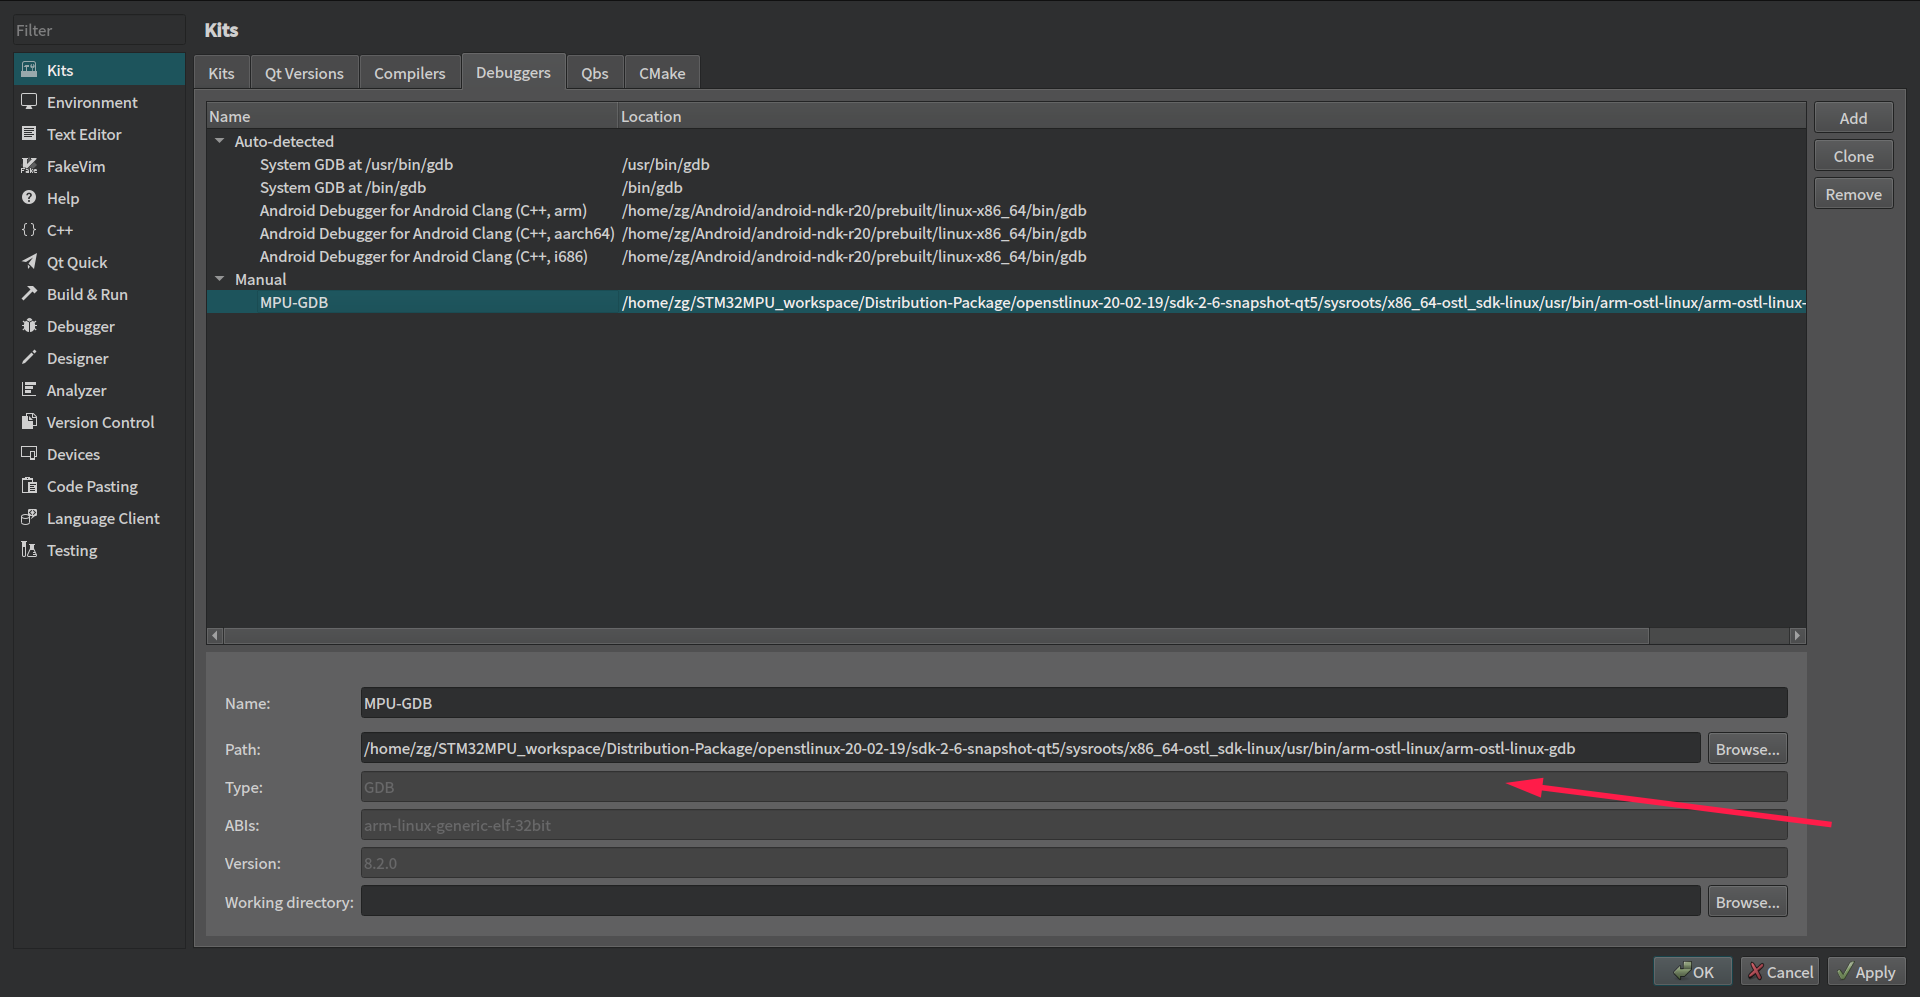 Filter
Kits
Environment
Text Editor
FakeVim
Help
C++
Qt Quick
Build & Run
Debugger
Designer
Analyzer
Version Control
Devices
Code Pasting
Language Client
Testing
Kits
Kits Qt Versions Compilers Debuggers Qbs CMake
Name Location
Auto-detected
System GDB at /usr/bin/gdb /usr/bin/gdb
System GDB at /bin/gdb /bin/gdb
Android Debugger for Android Clang (C++, arm) /home/zg/Android/android-ndk-r20/prebuilt/linux-x86_64/bin/gdb
Android Debugger for Android Clang (C++, aarch64) /home/zg/Android/android-ndk-r20/prebuilt/linux-x86_64/bin/gdb
Android Debugger for Android Clang (C++, i686) /home/zg/Android/android-ndk-r20/prebuilt/linux-x86_64/bin/gdb
Manual
MPU-GDB /home/zg/STM32MPU_workspace/Distribution-Package/openstlinux-20-02-19/sdk-2-6-snapshot-qt5/sysroots/x86_64-ostl_sdk-linux/usr/bin/arm-ostl-linux/arm-ostl-linux-
Add
Clone
Remove
Name: MPU-GDB
Path: /home/zg/STM32MPU_workspace/Distribution-Package/openstlinux-20-02-19/sdk-2-6-snapshot-qt5/sysroots/x86_64-ostl_sdk-linux/usr/bin/arm-ostl-linux/arm-ostl-linux-gdb Browse...
Type: GDB
ABIs: arm-linux-generic-elf-32bit
Version: 8.2.0
Working directory: Browse...
OK Cancel Apply